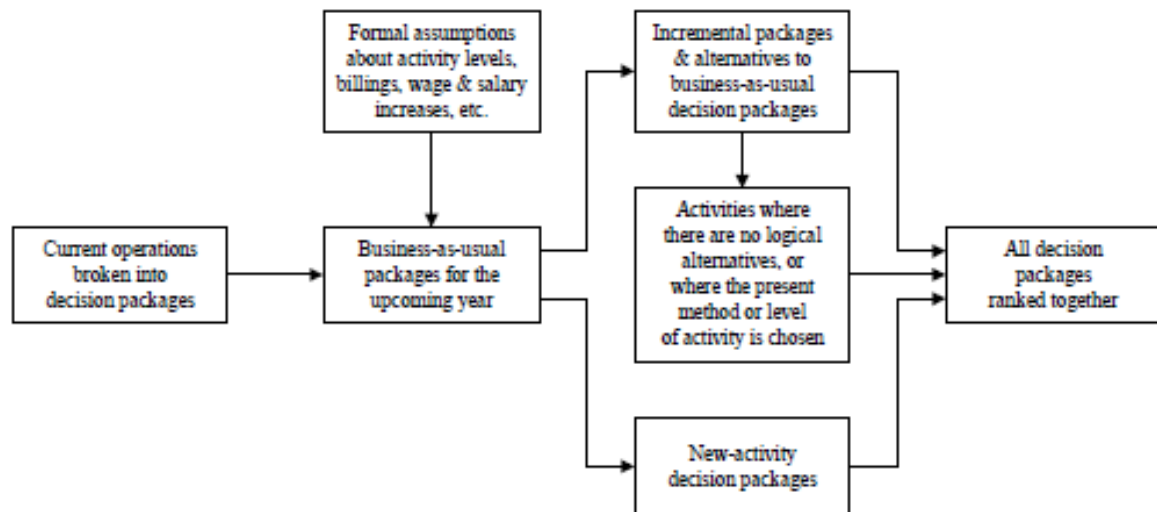 Formal assumptions
about activity levels,
billings, wage & salary
increases, etc.
Incremental packages
& alternatives to
business-as-usual
decision packages
Current operations
broken into
decision packages
Business-as-usual
packages for the
upcoming year
Activities where
there are no logical
alternatives, or
where the present
method or level
of activity is chosen
All decision
packages
ranked together
New-activity
decision packages